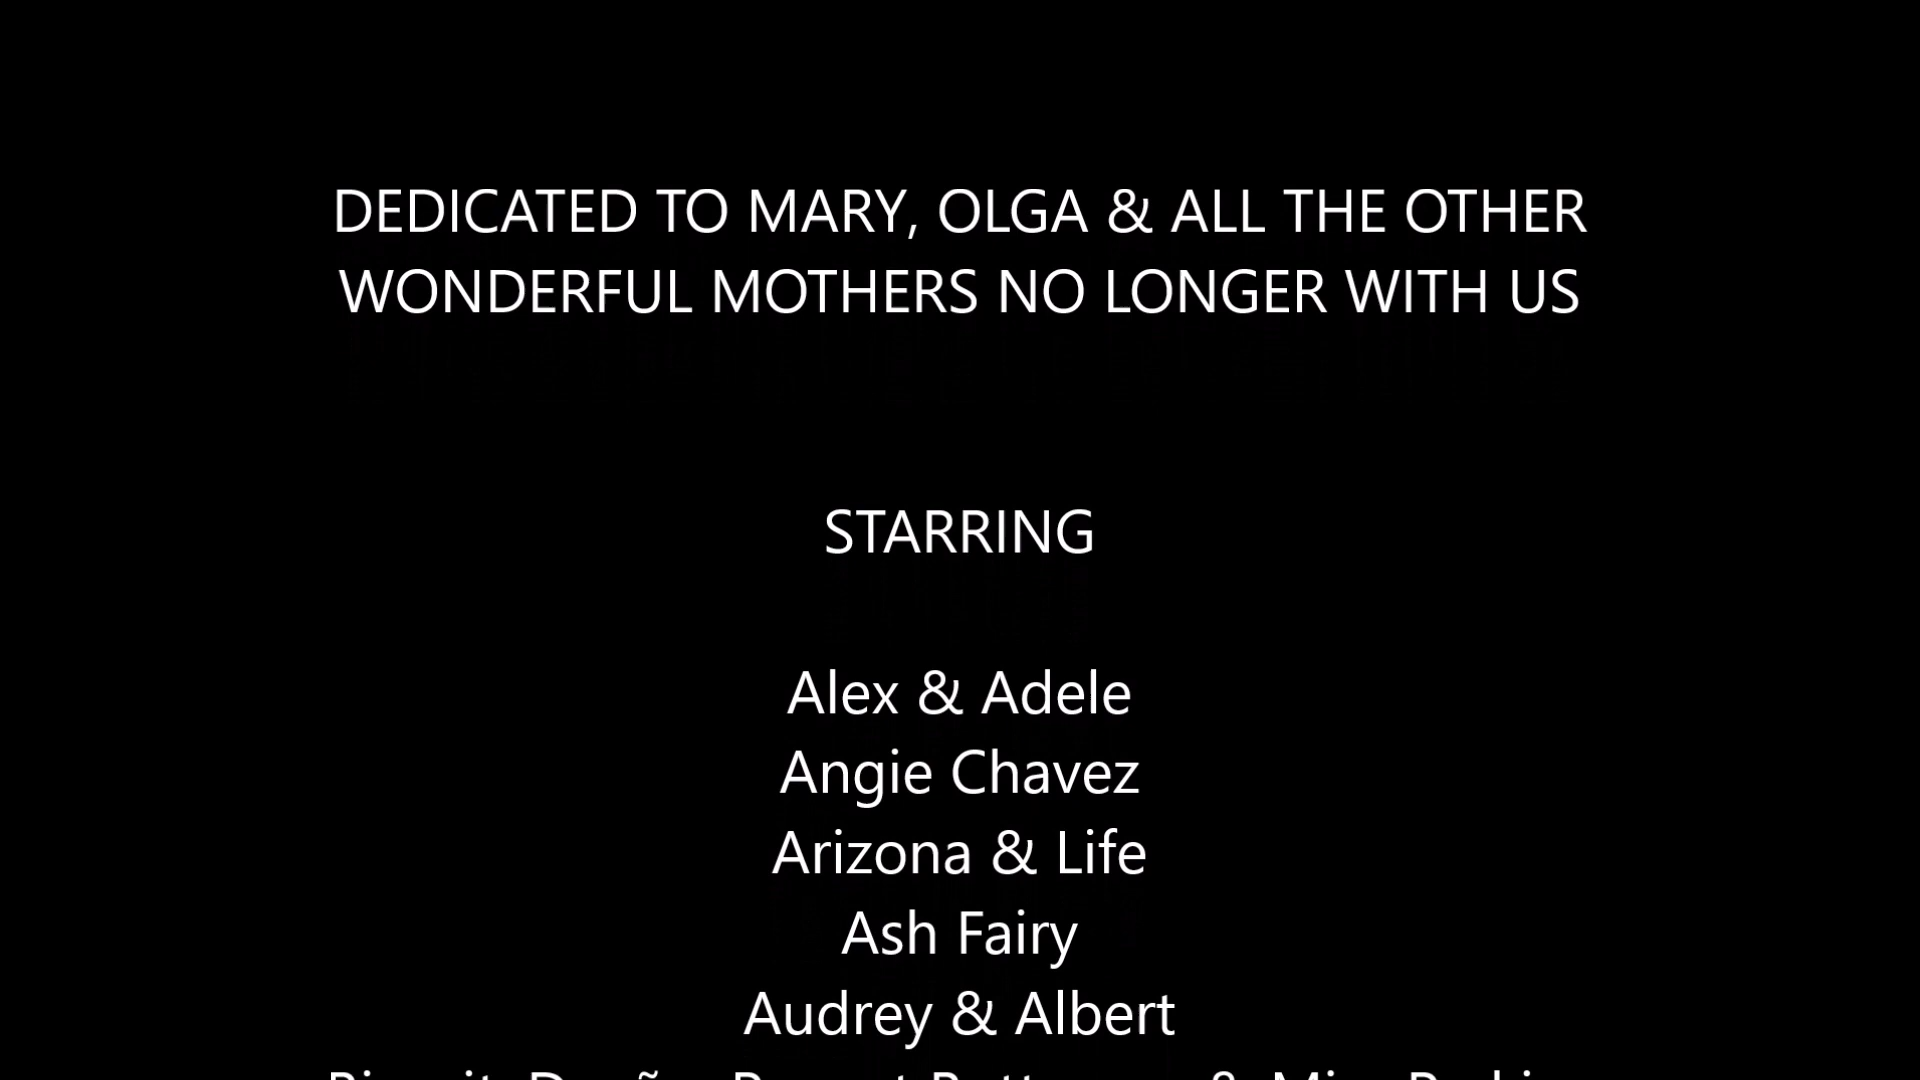 DEDICATED TO MARY, OLGA & ALL THE OTHER
WONDERFUL MOTHERS NO LONGER WITH US
STARRING
Alex & Adele
Angie Chavez
Arizona & Life
Ash Fairy
Audrey & Albert